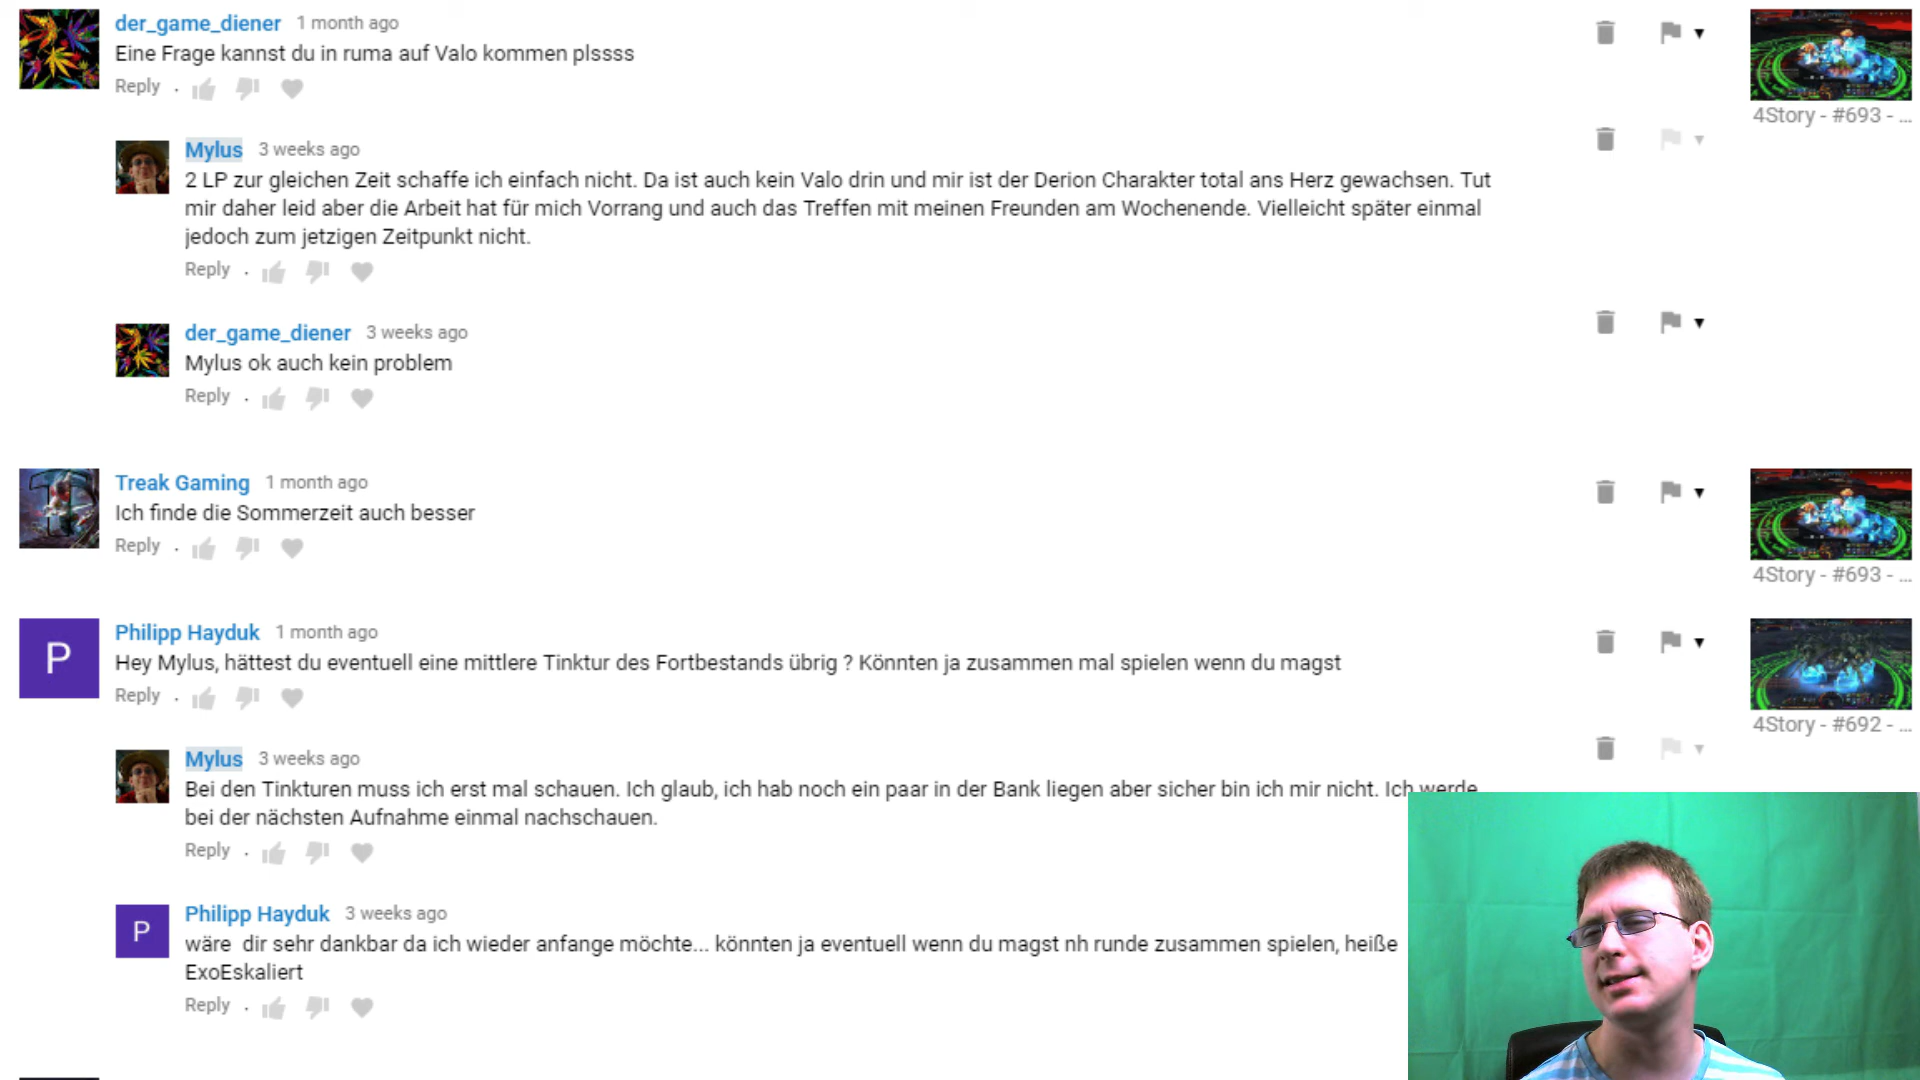 der_game_diener 1 month ago
Eine Frage kannst du in ruma auf Valo kommen plssss
Reply .
4Story - #693 - ...
Mylus 3 weeks ago
2 LP zur gleichen Zeit schaffe ich einfach nicht. Da ist auch kein Valo drin und mir ist der Derion Charakter total ans Herz gewachsen. Tut
mir daher leid aber die Arbeit hat für mich Vorrang und auch das Treffen mit meinen Freunden am Wochenende. Vielleicht später einmal
jedoch zum jetzigen Zeitpunkt nicht.
Reply .
der_game_diener 3 weeks ago
Mylus ok auch kein problem
Reply .
Treak Gaming 1 month ago
Ich finde die Sommerzeit auch besser
Reply .
4Story - #693 - ...
P
Philipp Hayduk 1 month ago
Hey Mylus, hättest du eventuell eine mittlere Tinktur des Fortbestands übrig ? Könnten ja zusammen mal spielen wenn du magst
Reply .
4Story - #692 - ...
Mylus 3 weeks ago
Bei den Tinkturen muss ich erst mal schauen. Ich glaub, ich hab noch ein paar in der Bank liegen aber sicher bin ich mir nicht. Ich werde
bei der nächsten Aufnahme einmal nachschauen.
Reply .
P
Philipp Hayduk 3 weeks ago
wäre dir sehr dankbar da ich wieder anfange möchte... könnten ja eventuell wenn du magst nh runde zusammen spielen, heiße
ExoEskaliert
Reply .